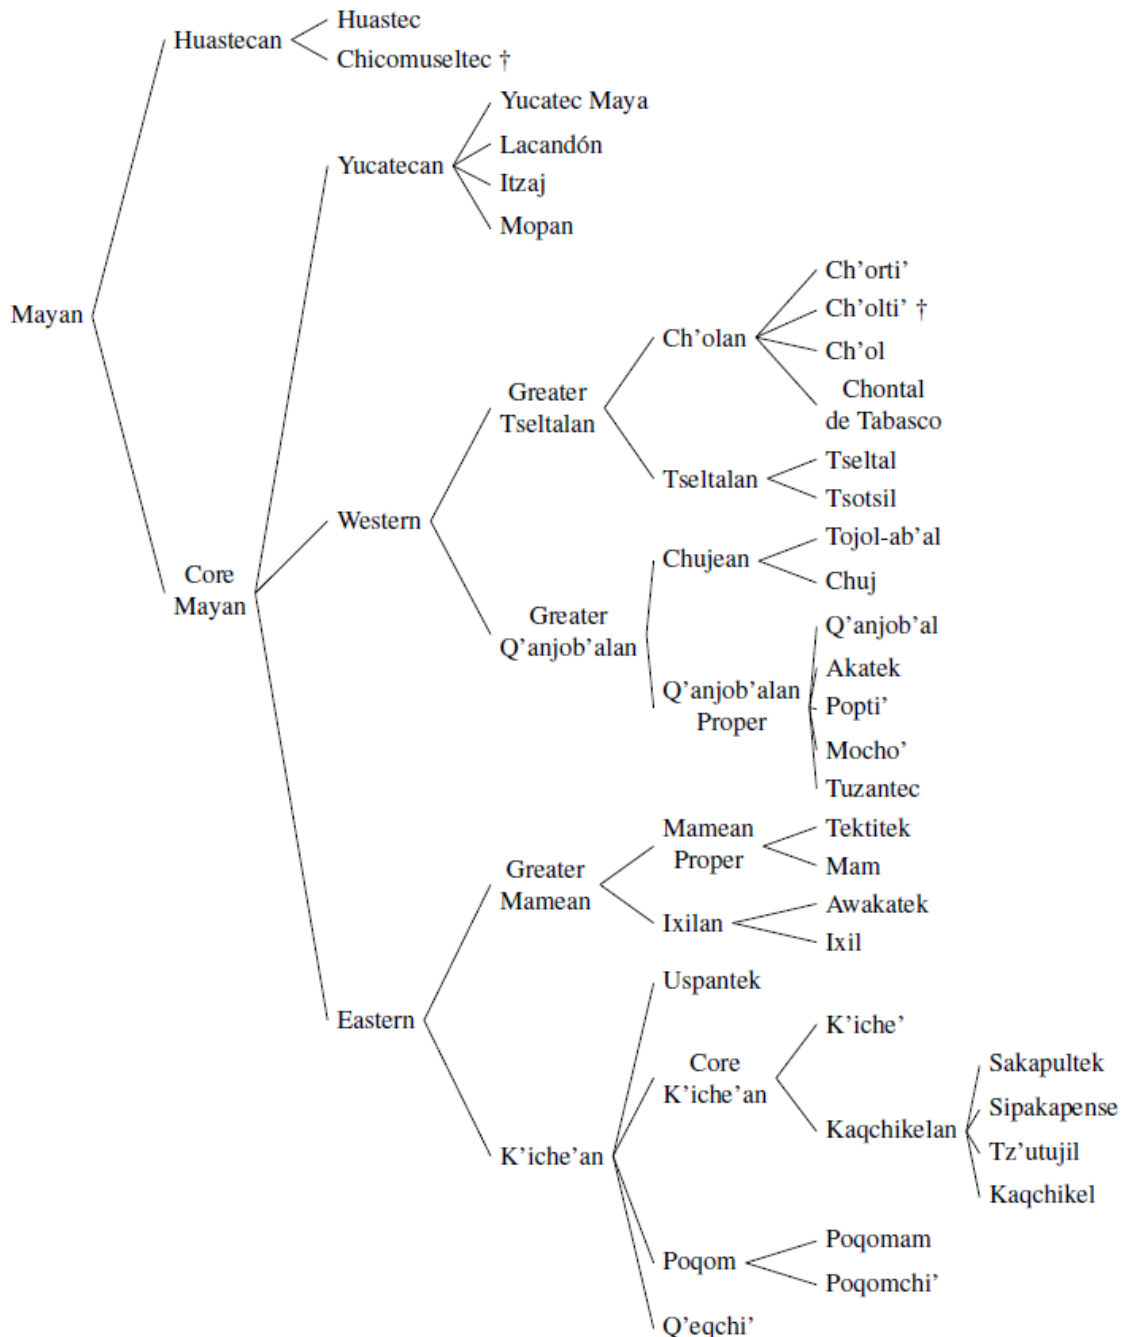 Huastec
Huastecan
Chicomuseltec †
Yucatec Maya
Lacandón
Yucatecan
Itzaj
Mopan
Ch’orti’
Ch’olti’ †
Mayan
Ch’olan
Ch’ol
Greater
Tseltalan
Chontal
de Tabasco
Tseltal
Tseltalan
Tsotsil
Western
Tojol-ab’al
Chujean
Chuj
Core
Mayan
Greater
Q’anjob’alan
Q’anjob’al
Akatek
Q’anjob’alan
Proper
Popti’
Mocho’
Tuzantec
Mamean
Proper
Tektitek
Mam
Greater
Mamean
Awakatek
Ixilan
Ixil
Uspantek
Eastern
K’iche’
Core
K’iche’an
Sakapultek
Sipakapense
Kaqchikelan
Tz’utujil
K’iche’an
Kaqchikel
Poqomam
Poqom
Poqomchi’
Q’eqchi’